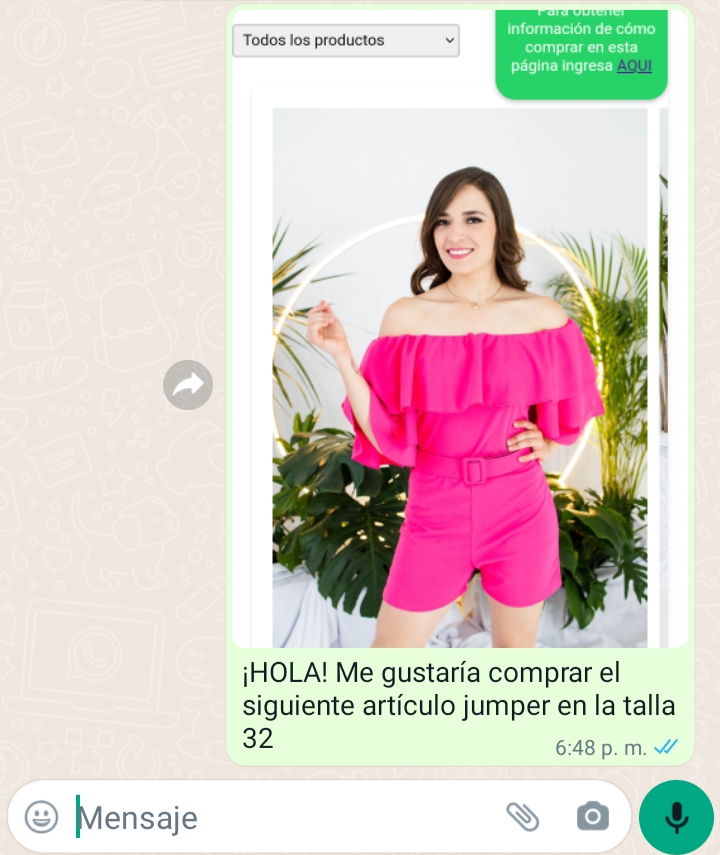 Todos los productos
Para obtener
información de cómo
comprar en esta
página ingresa AQUI
¡HOLA! Me gustaría comprar el
siguiente artículo jumper en la talla
32
6:48 p. m.
Mensaje